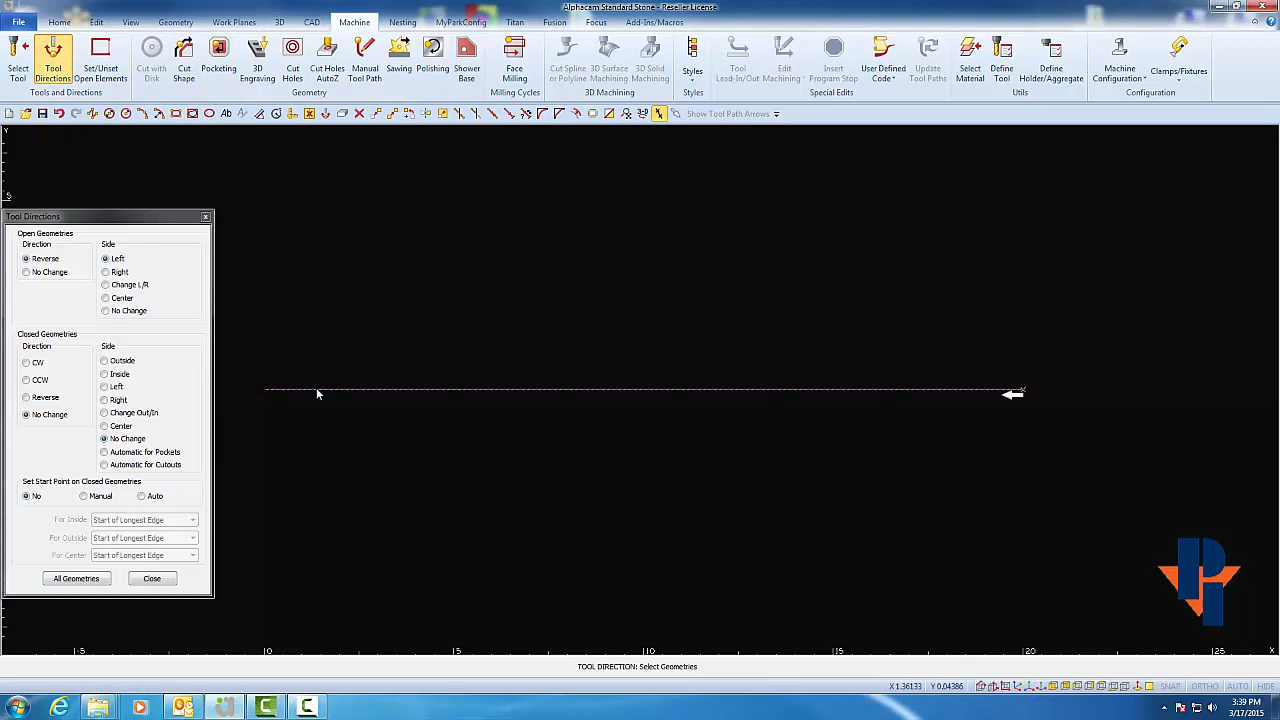 Alphacam Standard Stone - Reseller License
File Home Edit View Geometry Work Planes 3D CAD Machine Nesting MyParkConfig Titan Fusion Focus Add-Ins/Macros
Select Tool
Tool Directions
Set/Unset Open Elements
Cut with Disk
Cut Shape
Pocketing
3D Engraving
Cut Holes
Cut Holes AutoZ
Manual Tool Path
Sawing
Polishing
Shower Base
Face Milling
Cut Spline or Polyline
3D Surface Machining
3D Solid Machining
Styles
Tool Lead-In/Out
Edit Machining
Insert Program Stop
User Defined Code
Update Tool Paths
Select Material
Define Tool
Define Holder/Aggregate
Machine Configuration
Clamps/Fixtures
Tools and Directions Geometry Milling Cycles 3D Machining Styles Special Edits Utils Configuration
Show Tool Path Arrows
Y
5
Tool Directions x
Open Geometries
Direction Side
Reverse Left
No Change Right
Change L/R
Center
No Change
Closed Geometries
Direction Side
CW Outside
CCW Inside
Reverse Left
No Change Right
Change Out/In
Center
No Change
Automatic for Pockets
Automatic for Cutouts
Set Start Point on Closed Geometries
No Manual Auto
For Inside Start of Longest Edge
For Outside Start of Longest Edge
For Center Start of Longest Edge
All Geometries Close
-5 0 5 10 15 20 25 X
TOOL DIRECTION: Select Geometries
X 1.36133 Y 0.04386 SNAP ORTHO AUTO HIDE
3:39 PM
3/17/2015